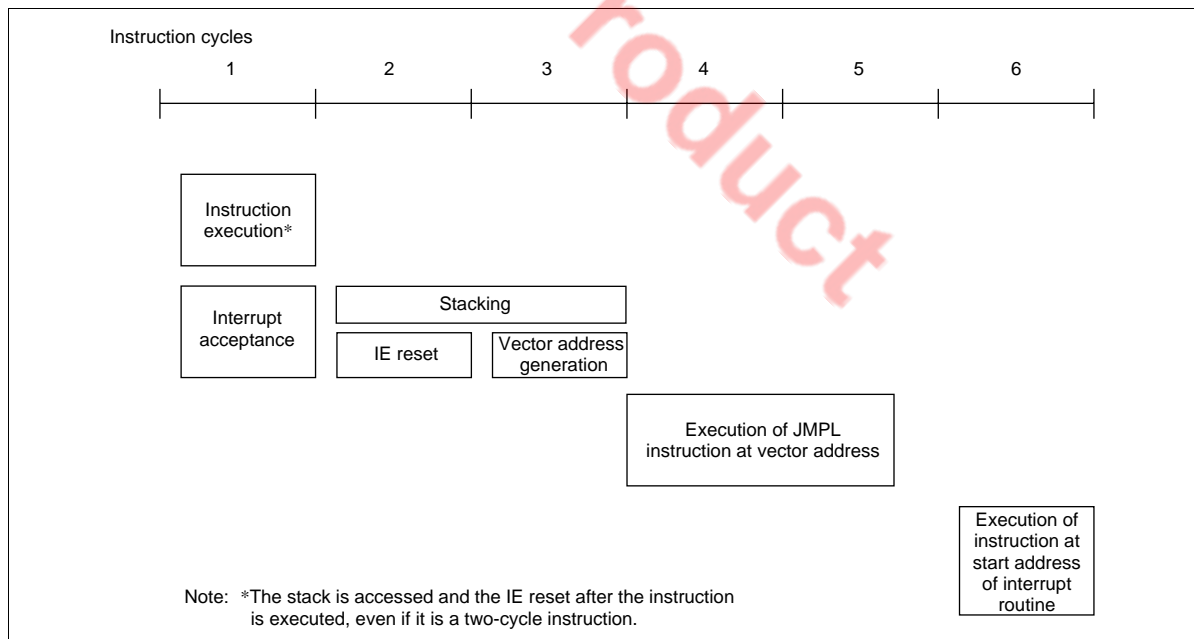 Instruction cycles
1 2 3 4 5 6
Instruction
execution*
Interrupt
acceptance
Stacking
IE reset
Vector address
generation
Execution of JMPL
instruction at vector address
Execution of
instruction at
start address
of interrupt
routine
Note: *The stack is accessed and the IE reset after the instruction
is executed, even if it is a two-cycle instruction.
roduct